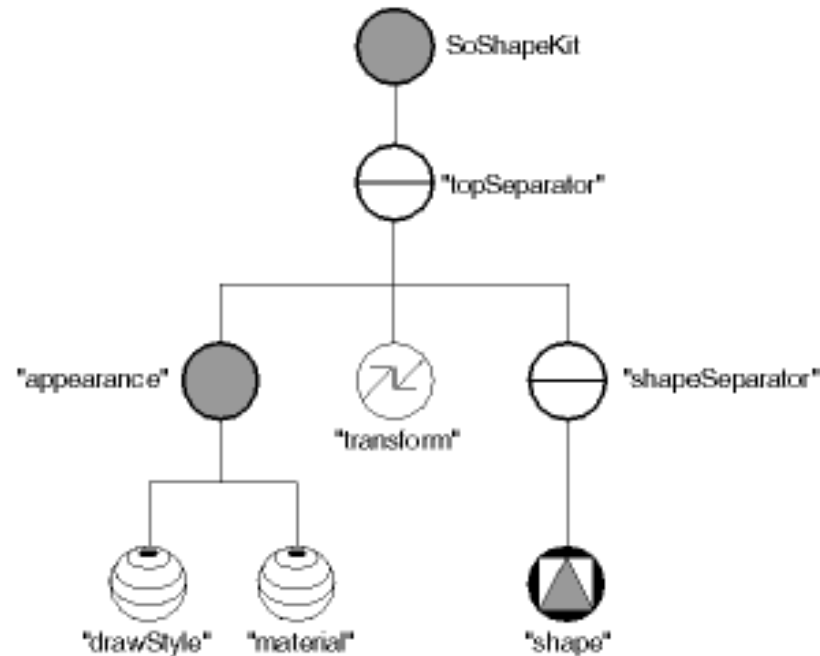 SoShapeKit
"topSeparator"
"appearance"
"shapeSeparator"
"transform"
"drawStyle"
"material"
"shape"